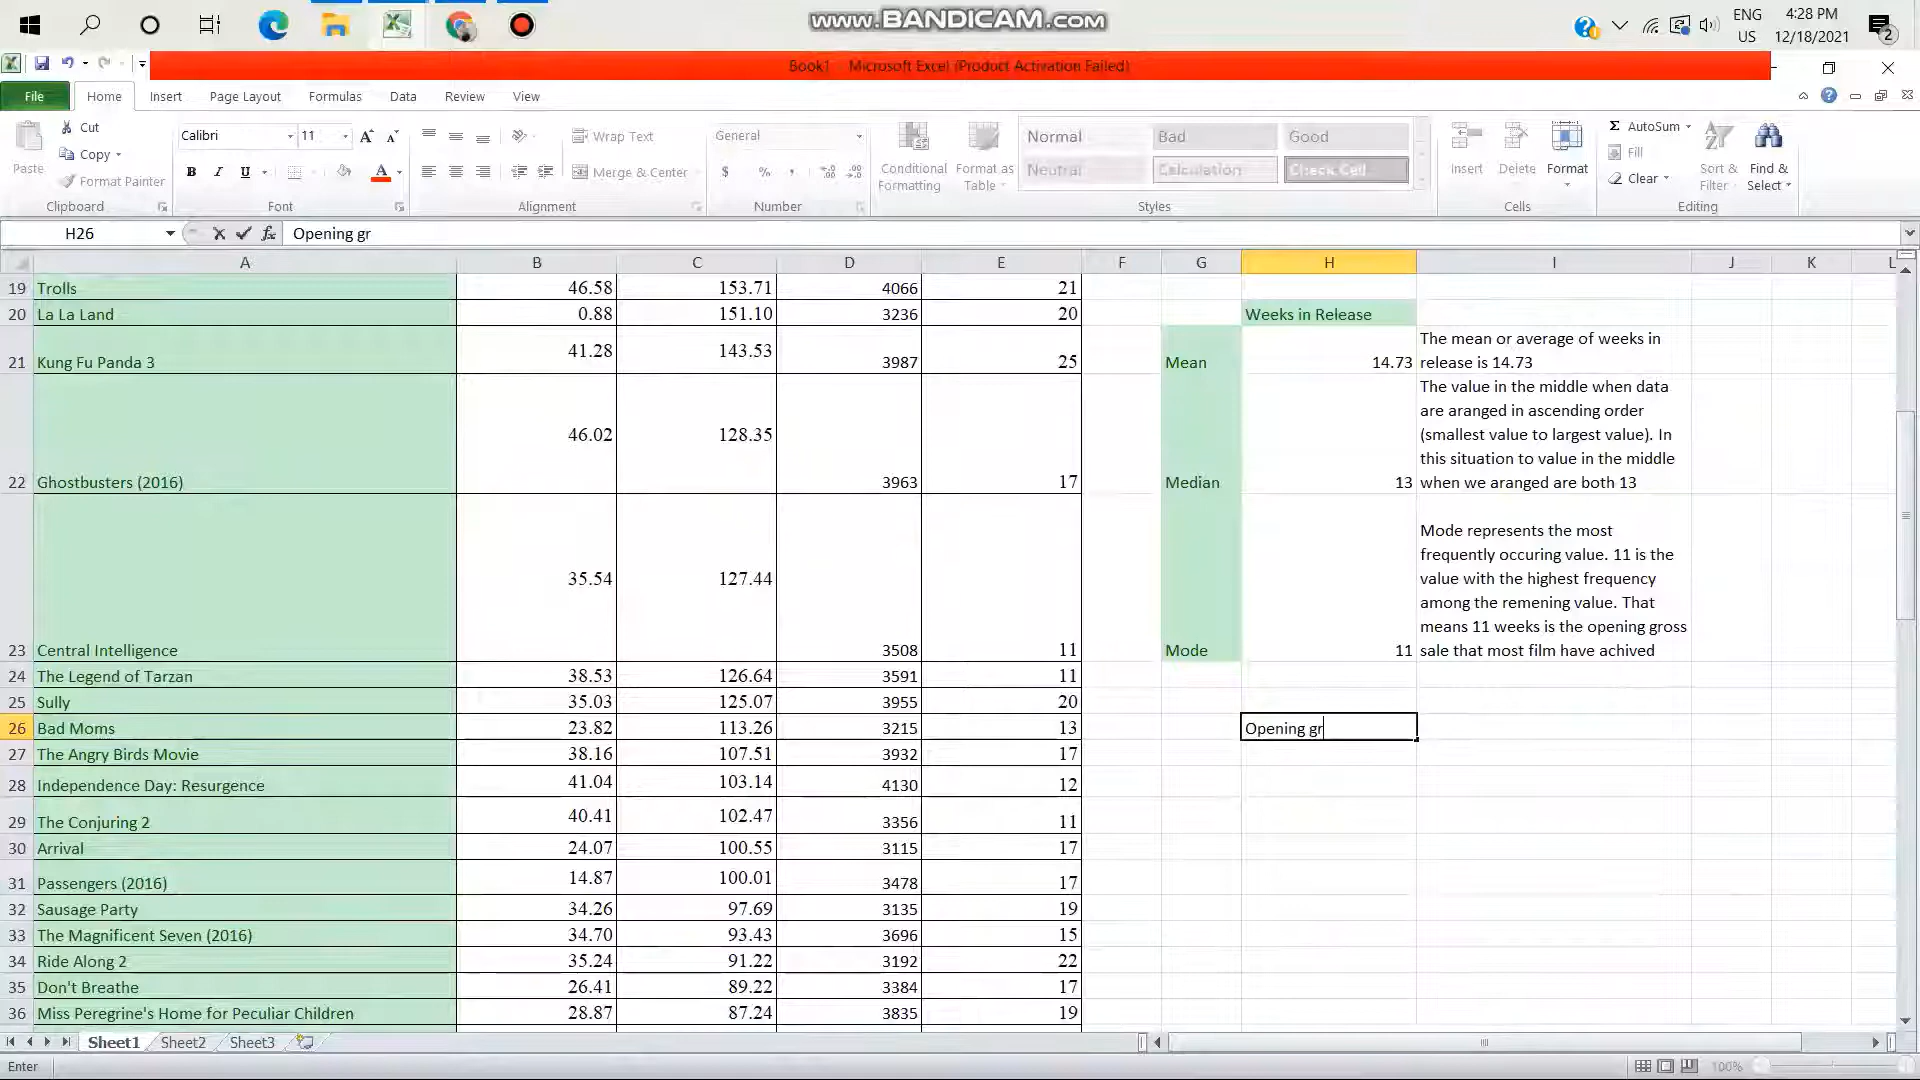 www.BANDICAM.com
ENG
US
4:28 PM
12/18/2021
2
Book1 Microsoft Excel (Product Activation Failed)
File Home Insert Page Layout Formulas Data Review View
Paste
Cut
Copy
Format Painter
Clipboard
Calibri 11
B I U
Font
Wrap Text
Merge & Center
Alignment
General
$ % ,
Number
Conditional Formatting
Format as Table
Normal Bad Good
Neutral Calculation Check Cell
Styles
Insert Delete Format
Cells
Σ AutoSum
Fill
Clear
Sort & Filter
Find & Select
Editing
H26 fx Opening gr
A B C D E F G H I J K L
19 Trolls 46.58 153.71 4066 21
20 La La Land 0.88 151.10 3236 20
21 Kung Fu Panda 3 41.28 143.53 3987 25
22 Ghostbusters (2016) 46.02 128.35 3963 17
23 Central Intelligence 35.54 127.44 3508 11
24 The Legend of Tarzan 38.53 126.64 3591 11
25 Sully 35.03 125.07 3955 20
26 Bad Moms 23.82 113.26 3215 13
27 The Angry Birds Movie 38.16 107.51 3932 17
28 Independence Day: Resurgence 41.04 103.14 4130 12
29 The Conjuring 2 40.41 102.47 3356 11
30 Arrival 24.07 100.55 3115 17
31 Passengers (2016) 14.87 100.01 3478 17
32 Sausage Party 34.26 97.69 3135 19
33 The Magnificent Seven (2016) 34.70 93.43 3696 15
34 Ride Along 2 35.24 91.22 3192 22
35 Don't Breathe 26.41 89.22 3384 17
36 Miss Peregrine's Home for Peculiar Children 28.87 87.24 3835 19
Weeks in Release
Mean 14.73
The mean or average of weeks in
release is 14.73
Median 13
The value in the middle when data
are aranged in ascending order
(smallest value to largest value). In
this situation to value in the middle
when we aranged are both 13
Mode 11
Mode represents the most
frequently occuring value. 11 is the
value with the highest frequency
among the remening value. That
means 11 weeks is the opening gross
sale that most film have achived
Opening gr
Sheet1 Sheet2 Sheet3
Enter
100%